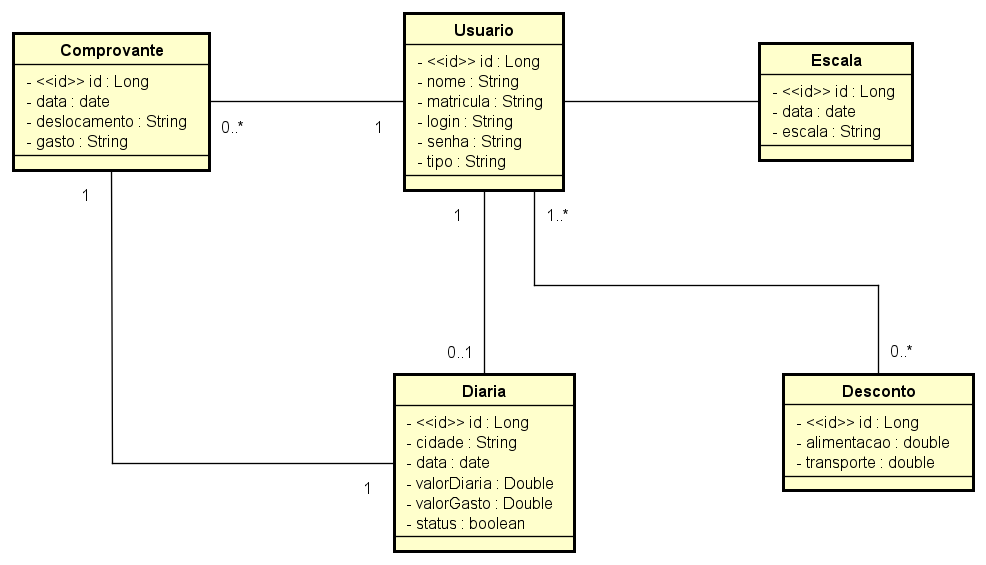 Comprovante
- <<id>> id : Long
- data : date
- deslocamento : String
- gasto : String
0..*
1
Usuario
- <<id>> id : Long
- nome : String
- matricula : String
- login : String
- senha : String
- tipo : String
Escala
- <<id>> id : Long
- data : date
- escala : String
1
1
1..*
0..1
0..*
Diaria
- <<id>> id : Long
- cidade : String
- data : date
- valorDiaria : Double
- valorGasto : Double
- status : boolean
1
Desconto
- <<id>> id : Long
- alimentacao : double
- transporte : double